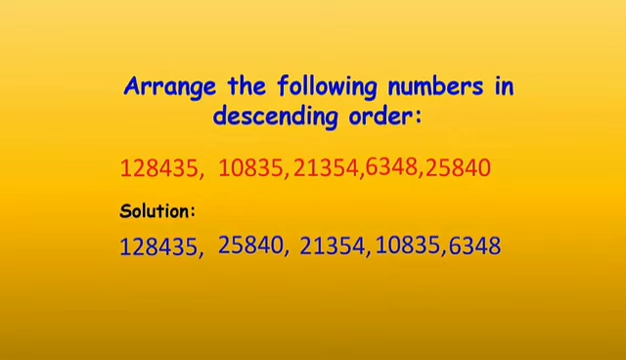 Arrange the following numbers in
descending order:
128435, 10835, 21354, 6348, 25840
Solution:
128435, 25840, 21354, 10835, 6348